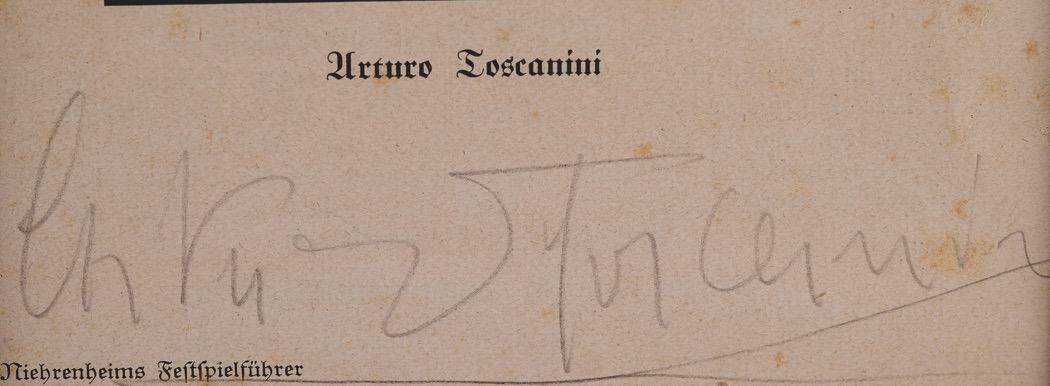 Arturo Toscanini
Arturo Toscanini
Niehrenheims Festspielführer